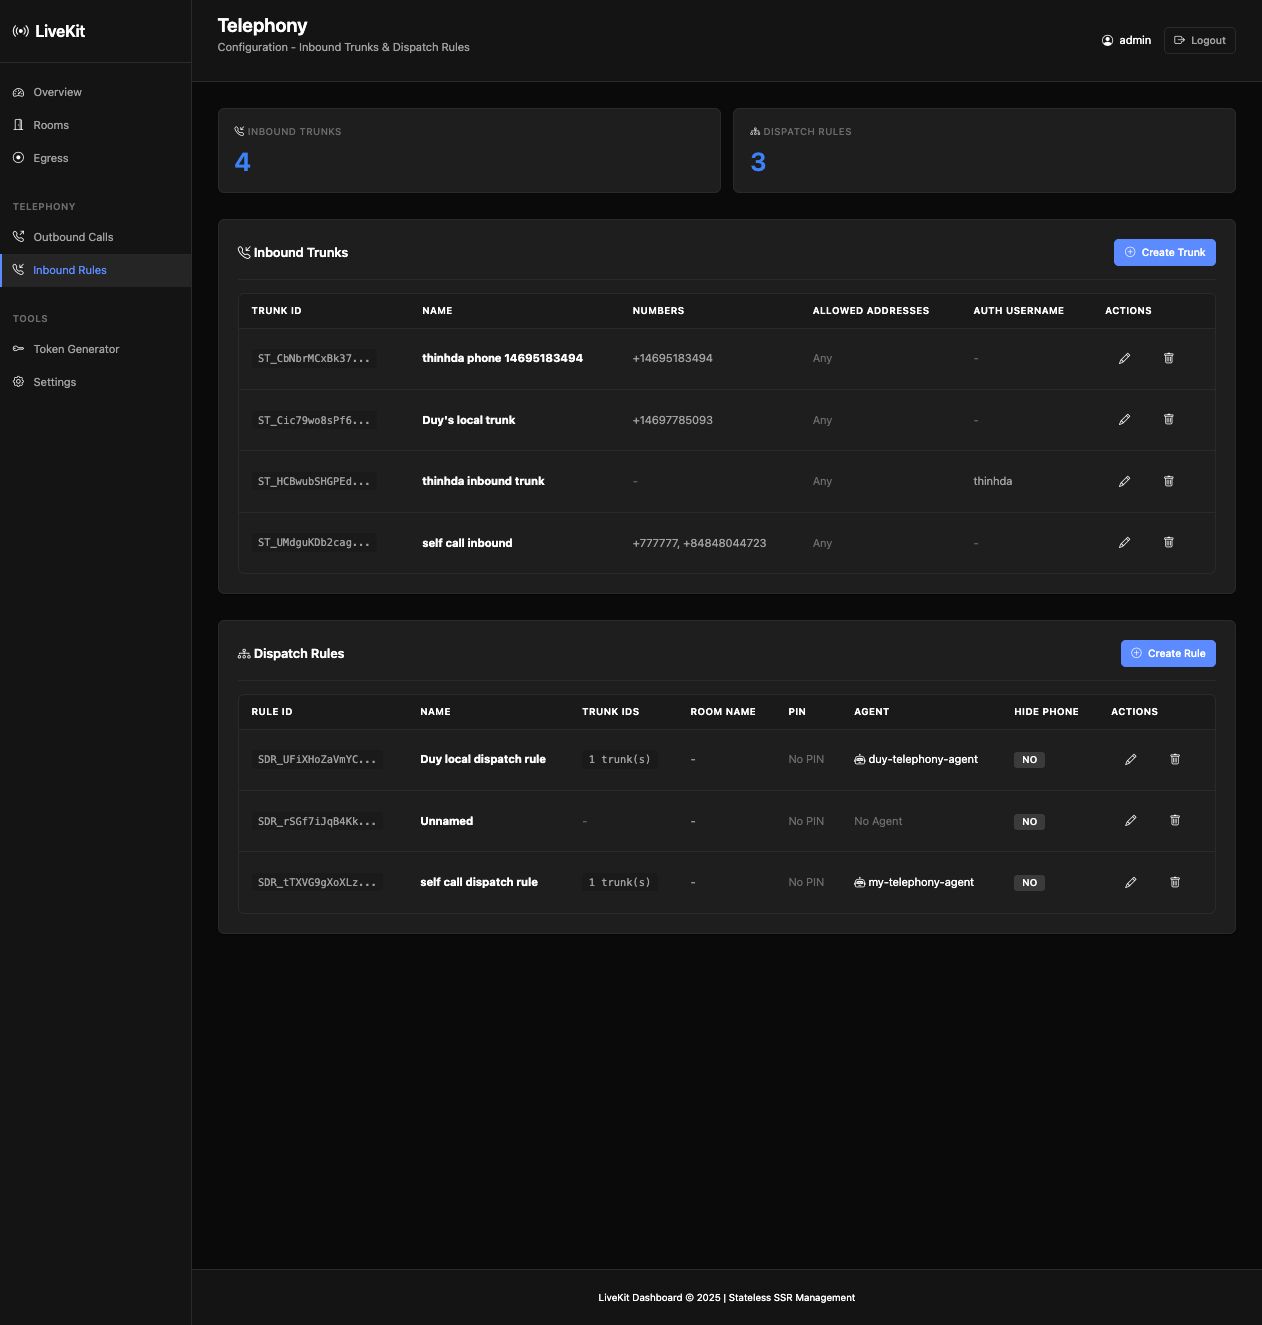 LiveKit
Telephony
Configuration - Inbound Trunks & Dispatch Rules
admin
Logout
Overview
Rooms
Egress
TELEPHONY
Outbound Calls
Inbound Rules
TOOLS
Token Generator
Settings
INBOUND TRUNKS
4
DISPATCH RULES
3
Inbound Trunks
Create Trunk
TRUNK ID NAME NUMBERS ALLOWED ADDRESSES AUTH USERNAME ACTIONS
ST_CbNbrMCxBk37... thinhda phone 14695183494 +14695183494 Any -
ST_Cic79wo8sPf6... Duy's local trunk +14697785093 Any -
ST_HCBwubSHGPEd... thinhda inbound trunk - Any thinhda
ST_UMdguKDb2cag... self call inbound +777777, +84848044723 Any -
Dispatch Rules
Create Rule
RULE ID NAME TRUNK IDS ROOM NAME PIN AGENT HIDE PHONE ACTIONS
SDR_UFiXHoZaVmYC... Duy local dispatch rule 1 trunk(s) - No PIN duy-telephony-agent NO
SDR_rSGf7iJqB4Kk... Unnamed - - No PIN No Agent NO
SDR_tTXVG9gXoXLz... self call dispatch rule 1 trunk(s) - No PIN my-telephony-agent NO
LiveKit Dashboard © 2025 | Stateless SSR Management